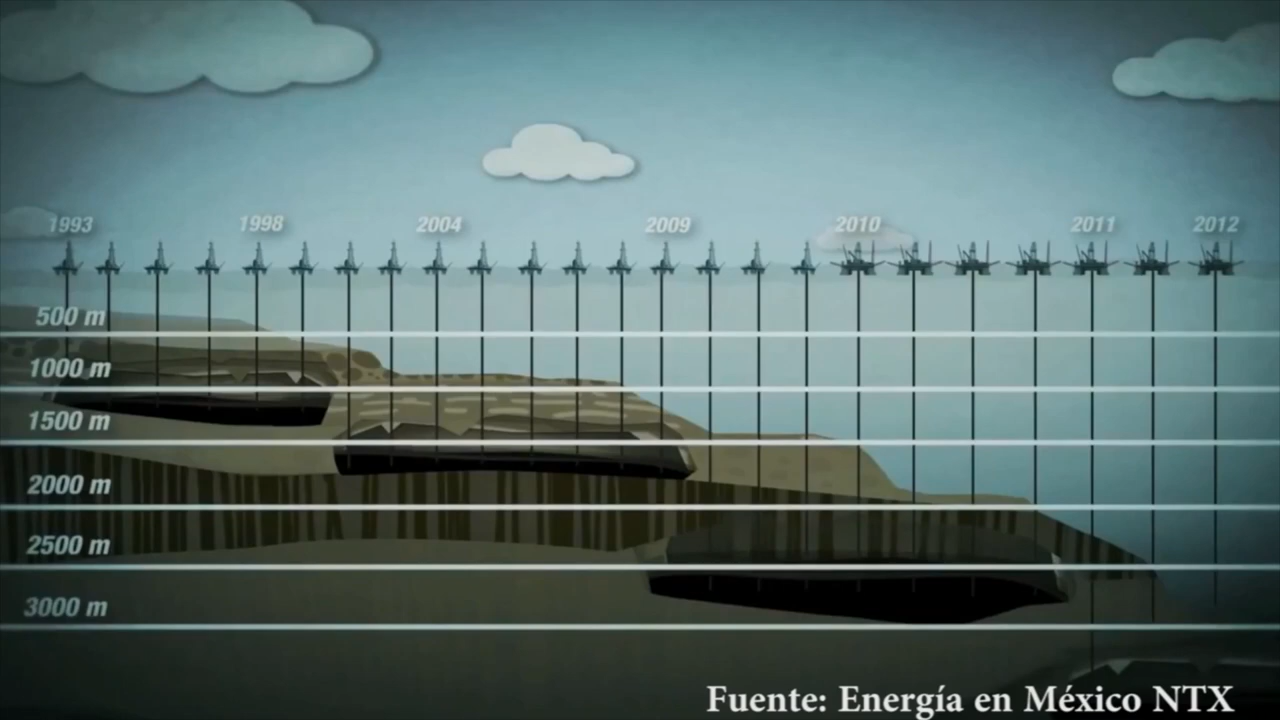 1993 1998 2004 2009 2010 2011 2012
500 m
1000 m
1500 m
2000 m
2500 m
3000 m
Fuente: Energía en México NTX